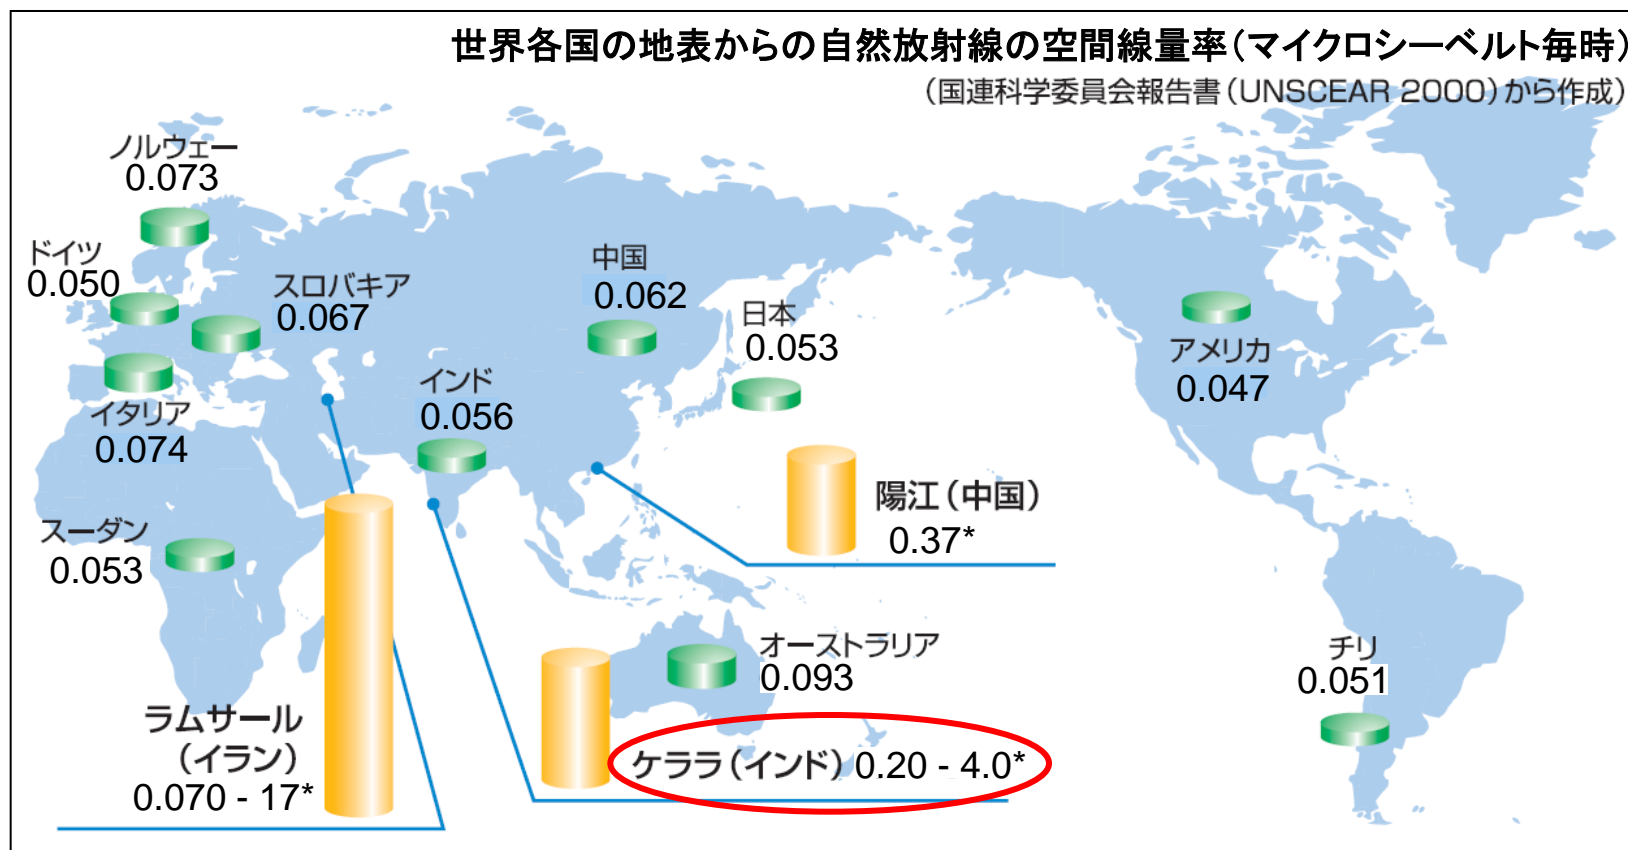 世界各国の地表からの自然放射線の空間線量率(マイクロシーベルト毎時)
(国連科学委員会報告書(UNSCEAR 2000)から作成)
ノルウェー
0.073
ドイツ
0.050
スロバキア
0.067
中国
0.062
日本
0.053
アメリカ
0.047
イタリア
0.074
インド
0.056
陽江(中国)
0.37*
スーダン
0.053
オーストラリア
0.093
チリ
0.051
ラムサール
(イラン)
0.070 - 17*
ケララ(インド) 0.20 - 4.0*